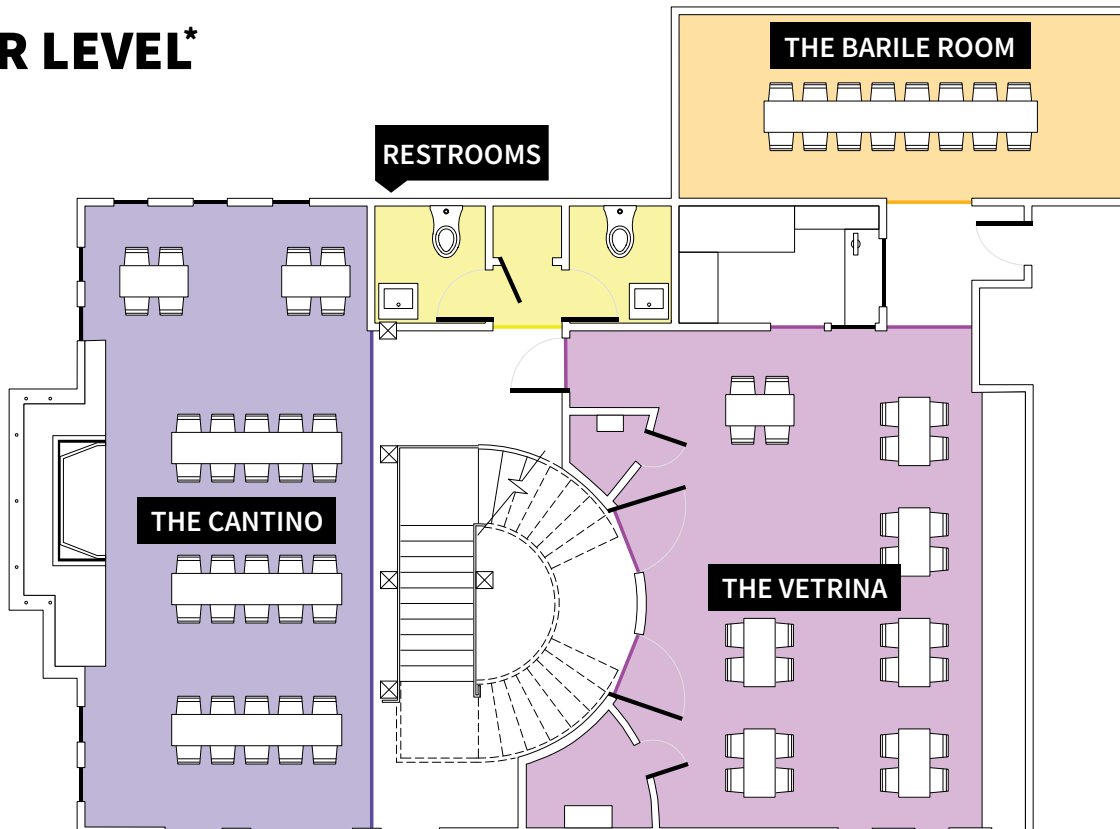 R LEVEL*
THE BARILE ROOM
RESTROOMS
THE CANTINO
THE VETRINA